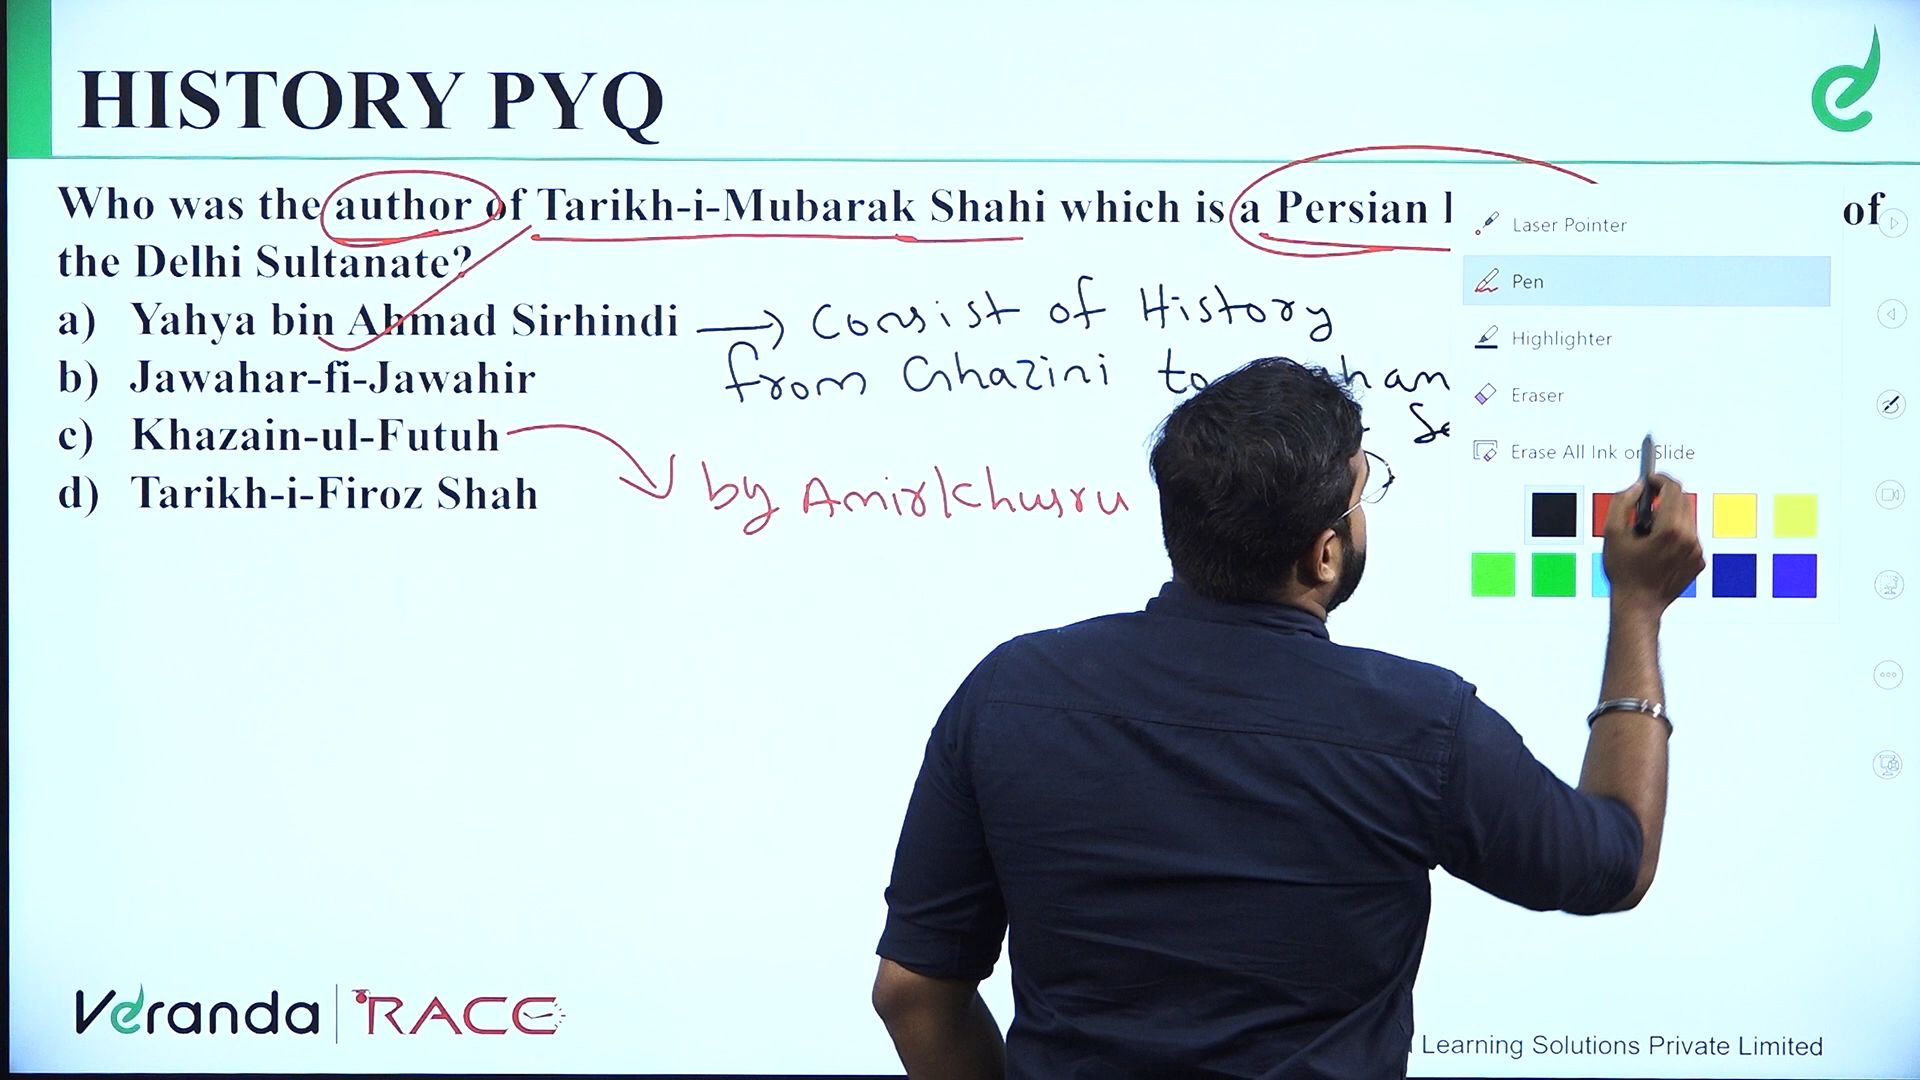 HISTORY PYQ
Who was the author of Tarikh-i-Mubarak Shahi which is a Persian of
the Delhi Sultanate?
a) Yahya bin Ahmad Sirhindi → Consist of History
from Ghazini to
b) Jawahar-fi-Jawahir
c) Khazain-ul-Futuh
by Amir Khusru
d) Tarikh-i-Firoz Shah
Laser Pointer
Pen
Highlighter
Eraser
Erase All Ink on Slide
Veranda RACE
Learning Solutions Private Limited